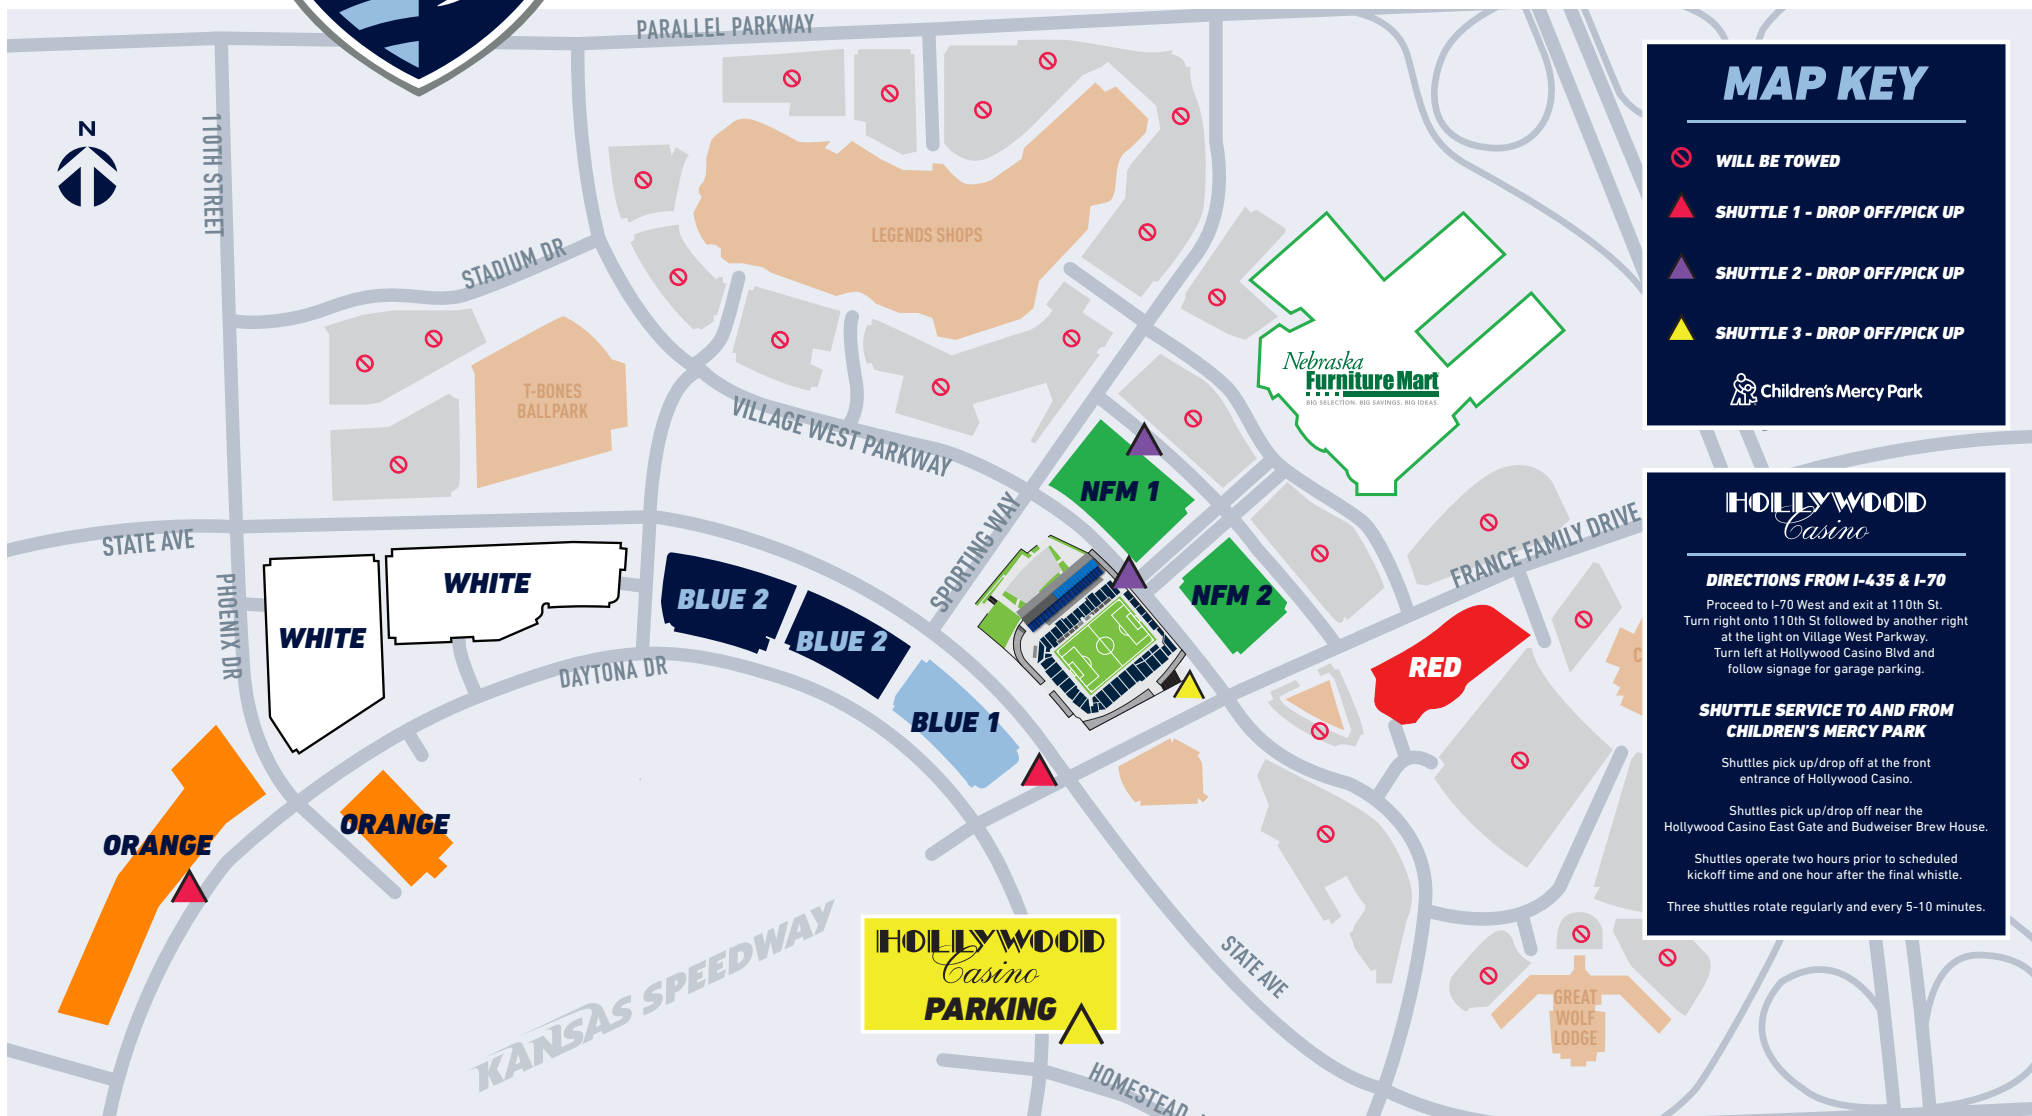 PARALLEL PARKWAY
N
110TH STREET
STADIUM DR
LEGENDS SHOPS
T-BONES
BALLPARK
VILLAGE WEST PARKWAY
Nebraska
Furniture Mart
BIG SELECTION. BIG SAVINGS. BIG IDEAS.
NFM 1
NFM 2
SPORTING WAY
FRANCE FAMILY DRIVE
STATE AVE
PHOENIX DR
WHITE
WHITE
BLUE 2
BLUE 2
BLUE 1
DAYTONA DR
RED
ORANGE
ORANGE
KANSAS SPEEDWAY
HOLLYWOOD
Casino
PARKING
STATE AVE
HOMESTEAD
GREAT
WOLF
LODGE
MAP KEY
WILL BE TOWED
SHUTTLE 1 - DROP OFF/PICK UP
SHUTTLE 2 - DROP OFF/PICK UP
SHUTTLE 3 - DROP OFF/PICK UP
Children's Mercy Park
HOLLYWOOD
Casino
DIRECTIONS FROM I-435 & I-70
Proceed to I-70 West and exit at 110th St.
Turn right onto 110th St followed by another right
at the light on Village West Parkway.
Turn left at Hollywood Casino Blvd and
follow signage for garage parking.
SHUTTLE SERVICE TO AND FROM
CHILDREN'S MERCY PARK
Shuttles pick up/drop off at the front
entrance of Hollywood Casino.
Shuttles pick up/drop off near the
Hollywood Casino East Gate and Budweiser Brew House.
Shuttles operate two hours prior to scheduled
kickoff time and one hour after the final whistle.
Three shuttles rotate regularly and every 5-10 minutes.